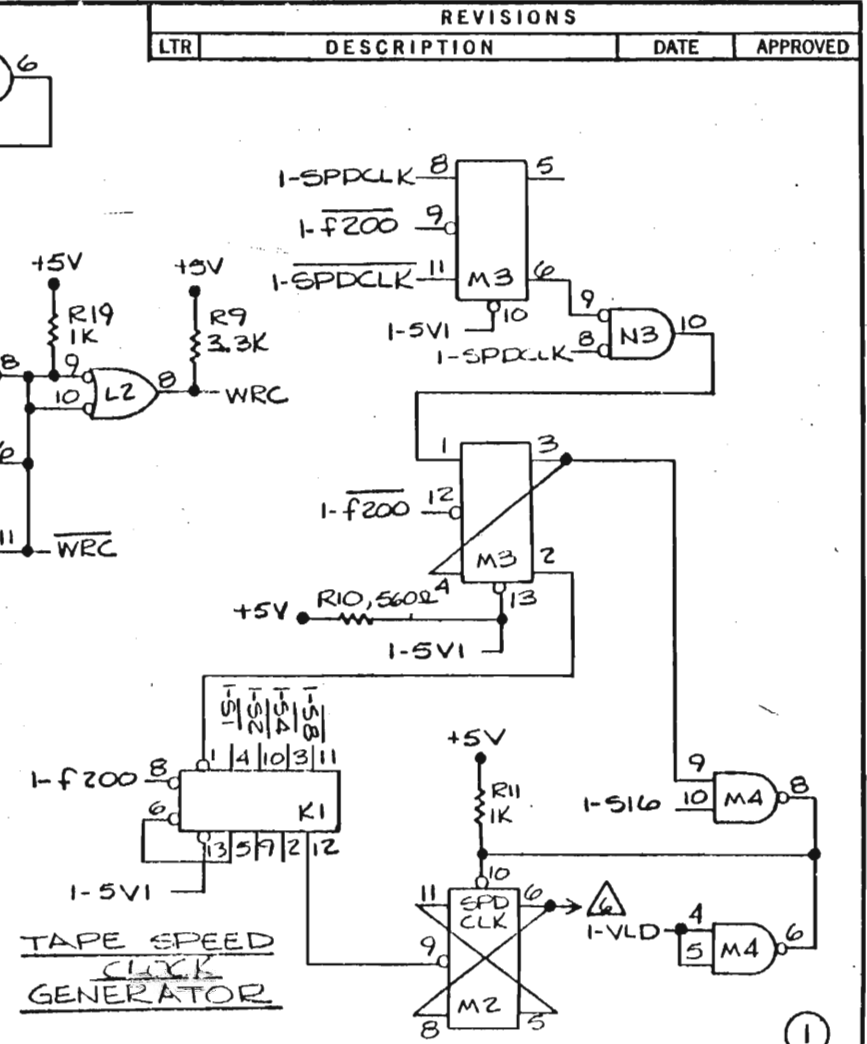 REVISIONS
LTR DESCRIPTION DATE APPROVED
6
1-SPDCLK 8 5
1-f200 9
1-SPDCLK 11 M3 6
10
1-5V1
9
1-SPDCLK 8 N3 10
+5V
R19
1K
+5V
R9
3.3K
8 9
10 L2 8 WRC
6
11 WRC
1 3
1-f200 12
M3 2
4
13
+5V R10, 560Ω
1-5V1
1-S1 1-S2 1-S4 1-S8
1 4 10 3 11
1-f200 8
6 K1
13 5 9 2 12
1-5V1
+5V
R11
1K
10
11 SPD 6
CLK
9
M2
8 5
6
9
1-S16 10 M4 8
1-VLD 4
5 M4 6
TAPE SPEED
CLOCK
GENERATOR
1